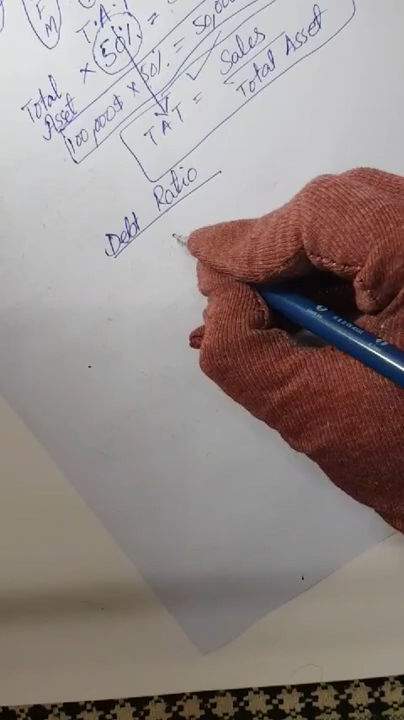 F
M
T.A.T =
Total Asset × 50%
100,000$ × 50% = 50,000
TAT = Sales
Total Asset
Debt Ratio